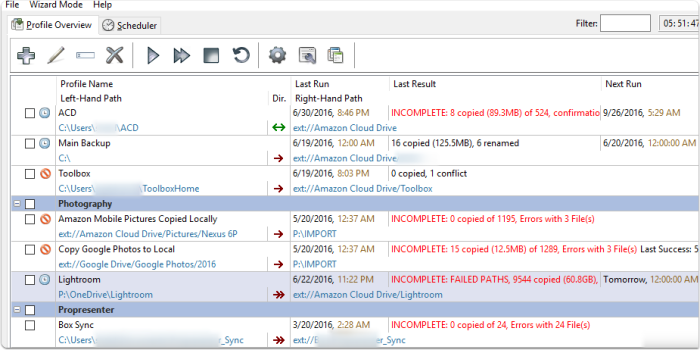 File Wizard Mode Help
Profile Overview Scheduler Filter: 05:51:47
Profile Name Last Run Last Result Next Run
Left-Hand Path Dir. Right-Hand Path
ACD 6/30/2016, 8:46 PM INCOMPLETE: 8 copied (89.3MB) of 524, confirmatio 9/26/2016, 5:29 AM
C:\Users\ \ACD ext://Amazon Cloud Drive
Main Backup 6/19/2016, 12:00 AM 16 copied (125.5MB), 6 renamed 6/20/2016, 12:00:00 AM
C:\ ext://Amazon Cloud Drive
Toolbox 6/19/2016, 8:03 PM 0 copied, 1 conflict
C:\Users\ \ToolboxHome ext://Amazon Cloud Drive/Toolbox
Photography
Amazon Mobile Pictures Copied Locally 5/20/2016, 12:37 AM INCOMPLETE: 0 copied of 1195, Errors with 3 File(s)
ext://Amazon Cloud Drive/Pictures/Nexus 6P P:\IMPORT
Copy Google Photos to Local 5/20/2016, 12:37 AM INCOMPLETE: 15 copied (12.5MB) of 1289, Errors with 3 File(s) Last Success: 5
ext://Google Drive/Google Photos/2016 P:\IMPORT
Lightroom 6/22/2016, 11:22 PM INCOMPLETE: FAILED PATHS, 9544 copied (60.8GB), Tomorrow, 12:00:00 AM
P:\OneDrive\Lightroom ext://Amazon Cloud Drive/Lightroom
Propresenter
Box Sync 3/20/2016, 2:28 AM INCOMPLETE: 0 copied of 24, Errors with 24 File(s)
C:\Users\ _Sync ext:// _Sync